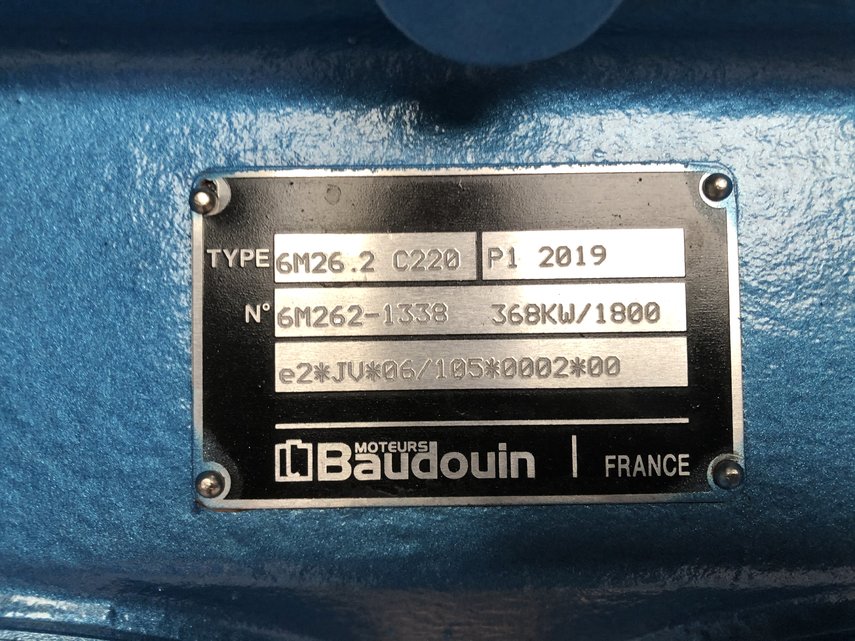 TYPE 6M26.2 C220 P1 2019
N° 6M262-1338 368KW/1800
e2*JV*06/105*0002*00
MOTEURS
Baudouin | FRANCE